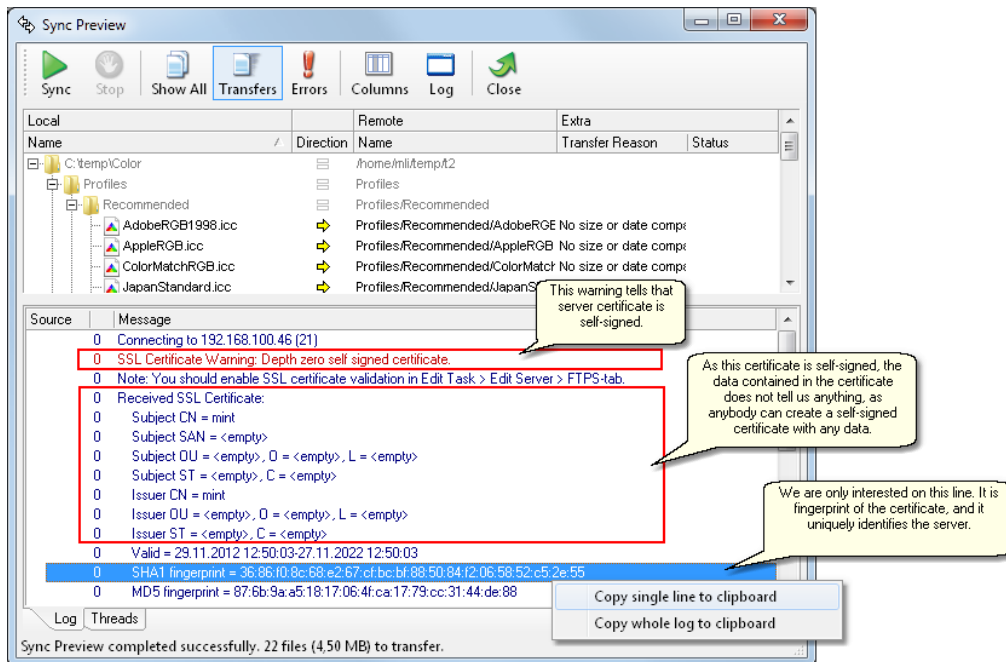 Sync Preview
Sync Stop Show All Transfers Errors Columns Log Close
Local Remote Extra
Name Direction Name Transfer Reason Status
C:\temp\Color /home/mli/temp/t2
Profiles Profiles
Recommended Profiles/Recommended
AdobeRGB1998.icc Profiles/Recommended/AdobeRGB No size or date compa
AppleRGB.icc Profiles/Recommended/AppleRGB No size or date compa
ColorMatchRGB.icc Profiles/Recommended/ColorMatch No size or date compa
JapanStandard.icc Profiles/Recommended/JapanS
This warning tells that
server certificate is
self-signed.
Source Message
0 Connecting to 192.168.100.46 (21)
0 SSL Certificate Warning: Depth zero self signed certificate.
0 Note: You should enable SSL certificate validation in Edit Task > Edit Server > FTPS-tab.
0 Received SSL Certificate:
0 Subject CN = mint
0 Subject SAN = <empty>
0 Subject OU = <empty>, O = <empty>, L = <empty>
0 Subject ST = <empty>, C = <empty>
0 Issuer CN = mint
0 Issuer OU = <empty>, O = <empty>, L = <empty>
0 Issuer ST = <empty>, C = <empty>
0 Valid = 29.11.2012 12:50:03-27.11.2022 12:50:03
0 SHA1 fingerprint = 36:86:f0:8c:68:e2:67:cf:bc:bf:88:50:84:f2:06:58:52:c5:2e:55
0 MD5 fingerprint = 87:6b:9a:a5:18:17:06:4f:ca:17:79:cc:31:44:de:88
As this certificate is self-signed, the
data contained in the certificate
does not tell us anything, as
anybody can create a self-signed
certificate with any data.
We are only interested on this line. It is
fingerprint of the certificate, and it
uniquely identifies the server.
Copy single line to clipboard
Copy whole log to clipboard
Log Threads
Sync Preview completed successfully. 22 files (4,50 MB) to transfer.